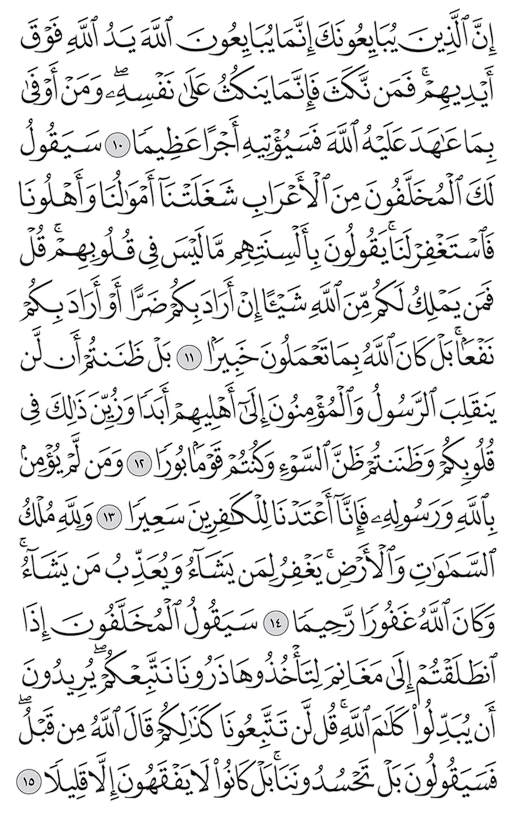 إِنَّ ٱلَّذِينَ يُبَايِعُونَكَ إِنَّمَا يُبَايِعُونَ ٱللَّهَ يَدُ ٱللَّهِ فَوْقَ
أَيْدِيهِمْۚ فَمَن نَّكَثَ فَإِنَّمَا يَنكُثُ عَلَىٰ نَفْسِهِۦۖ وَمَنْ أَوْفَىٰ
بِمَا عَٰهَدَ عَلَيْهُ ٱللَّهَ فَسَيُؤْتِيهِ أَجْرًا عَظِيمًا ١٠ سَيَقُولُ
لَكَ ٱلْمُخَلَّفُونَ مِنَ ٱلْأَعْرَابِ شَغَلَتْنَآ أَمْوَٰلُنَا وَأَهْلُونَا
فَٱسْتَغْفِرْ لَنَاۚ يَقُولُونَ بِأَلْسِنَتِهِم مَّا لَيْسَ فِى قُلُوبِهِمْۚ قُلْ
فَمَن يَمْلِكُ لَكُم مِّنَ ٱللَّهِ شَيْـًٔا إِنْ أَرَادَ بِكُمْ ضَرًّا أَوْ أَرَادَ بِكُمْ
نَفْعًۢاۚ بَلْ كَانَ ٱللَّهُ بِمَا تَعْمَلُونَ خَبِيرًۢا ١١ بَلْ ظَنَنتُمْ أَن لَّن
يَنقَلِبَ ٱلرَّسُولُ وَٱلْمُؤْمِنُونَ إِلَىٰٓ أَهْلِيهِمْ أَبَدًا وَزُيِّنَ ذَٰلِكَ فِى
قُلُوبِكُمْ وَظَنَنتُمْ ظَنَّ ٱلسَّوْءِ وَكُنتُمْ قَوْمًۢا بُورًا ١٢ وَمَن لَّمْ يُؤْمِنۢ
بِٱللَّهِ وَرَسُولِهِۦ فَإِنَّآ أَعْتَدْنَا لِلْكَٰفِرِينَ سَعِيرًا ١٣ وَلِلَّهِ مُلْكُ
ٱلسَّمَٰوَٰتِ وَٱلْأَرْضِۚ يَغْفِرُ لِمَن يَشَآءُ وَيُعَذِّبُ مَن يَشَآءُۚ
وَكَانَ ٱللَّهُ غَفُورًا رَّحِيمًا ١٤ سَيَقُولُ ٱلْمُخَلَّفُونَ إِذَا
ٱنطَلَقْتُمْ إِلَىٰ مَغَانِمَ لِتَأْخُذُوهَا ذَرُونَا نَتَّبِعْكُمْۖ يُرِيدُونَ
أَن يُبَدِّلُوا۟ كَلَٰمَ ٱللَّهِۚ قُل لَّن تَتَّبِعُونَا كَذَٰلِكُمْ قَالَ ٱللَّهُ مِن قَبْلُۖ
فَسَيَقُولُونَ بَلْ تَحْسُدُونَنَاۚ بَلْ كَانُوا۟ لَا يَفْقَهُونَ إِلَّا قَلِيلًا ١٥